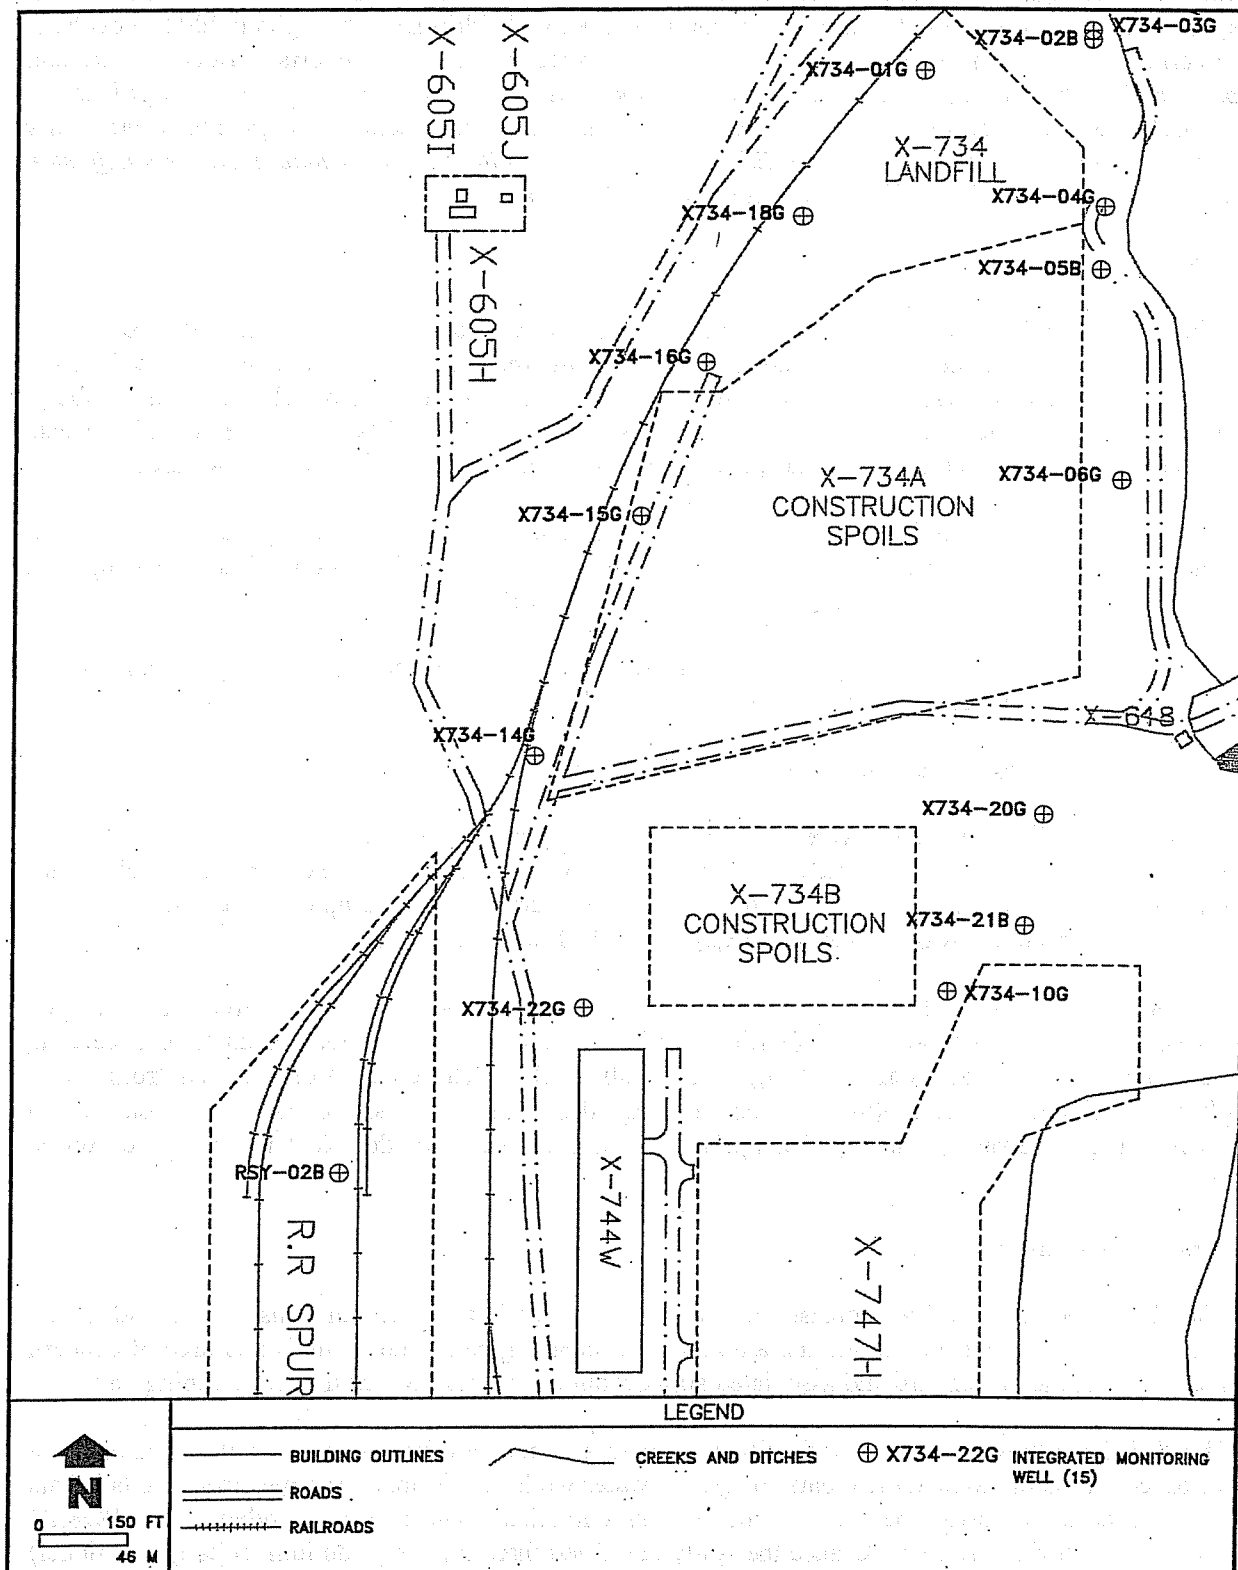 X734-03G
X734-02B
X734-01G
X-605I
X-605J
X-734
LANDFILL
X734-04G
X734-18G
X734-05B
X-605H
X734-16G
X734-06G
X-734A
CONSTRUCTION
SPOILS
X734-15G
X-648
X734-14G
X734-20G
X-734B
CONSTRUCTION
SPOILS
X734-21B
X734-10G
X734-22G
RSY-02B
X-744W
R.R SPUR
X-747H
LEGEND
N
0 150 FT
46 M
BUILDING OUTLINES
ROADS
RAILROADS
CREEKS AND DITCHES
X734-22G INTEGRATED MONITORING
WELL (15)